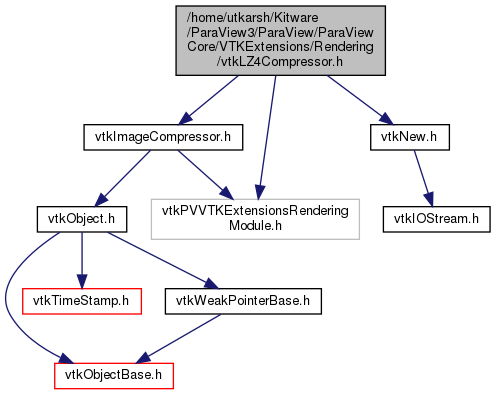 /home/utkarsh/Kitware
/ParaView3/ParaView/ParaView
Core/VTKExtensions/Rendering
/vtkLZ4Compressor.h
vtkImageCompressor.h
vtkNew.h
vtkObject.h
vtkPVVTKExtensionsRendering
Module.h
vtkIOStream.h
vtkTimeStamp.h
vtkWeakPointerBase.h
vtkObjectBase.h